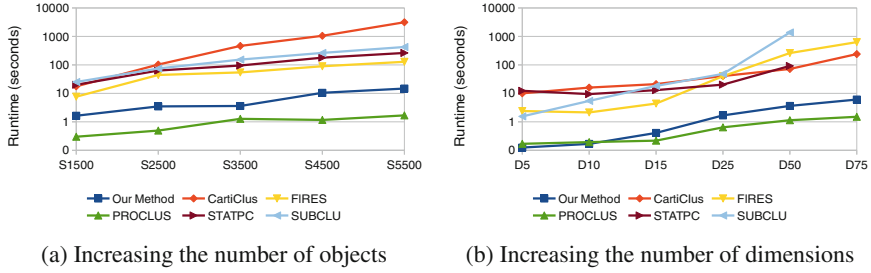 10000
1000
100
10
1
0
Runtime (seconds)
S1500 S2500 S3500 S4500 S5500
Our Method CartiClus FIRES
PROCLUS STATPC SUBCLU
(a) Increasing the number of objects
10000
1000
100
10
1
0
Runtime (seconds)
D5 D10 D15 D25 D50 D75
Our Method CartiClus FIRES
PROCLUS STATPC SUBCLU
(b) Increasing the number of dimensions